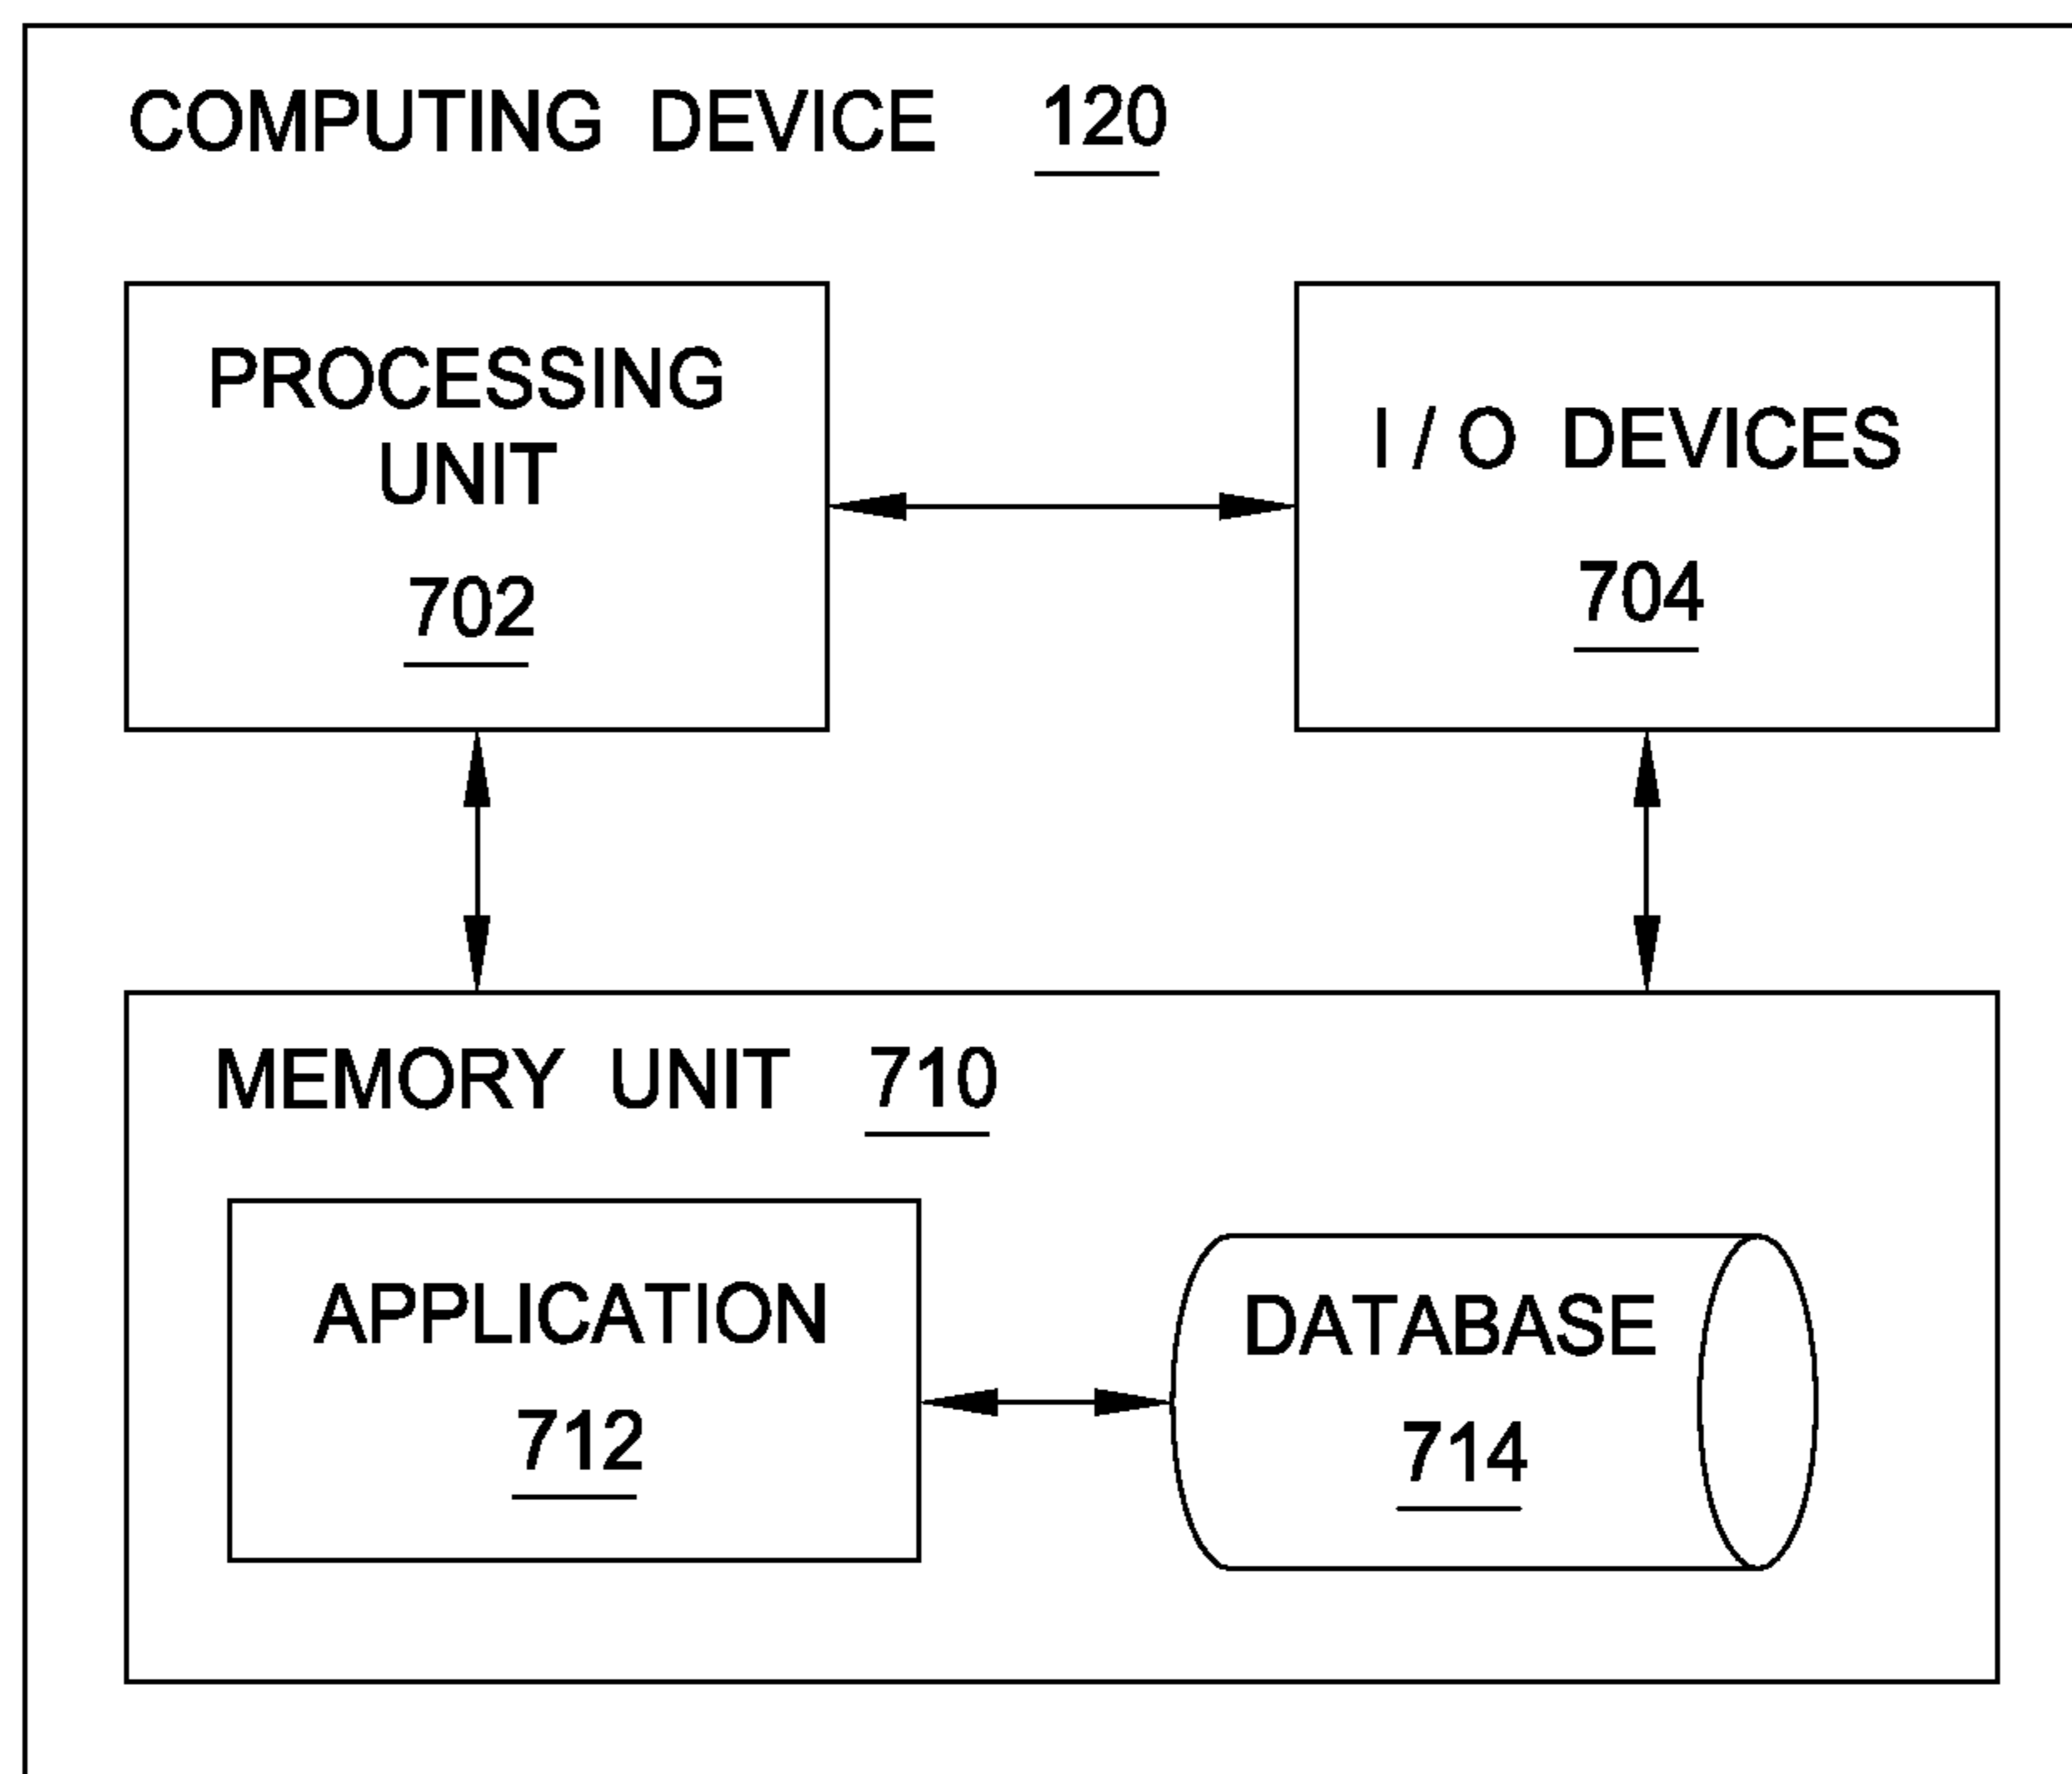 COMPUTING DEVICE 120
PROCESSING
UNIT
702
I / O DEVICES
704
MEMORY UNIT 710
APPLICATION
712
DATABASE
714